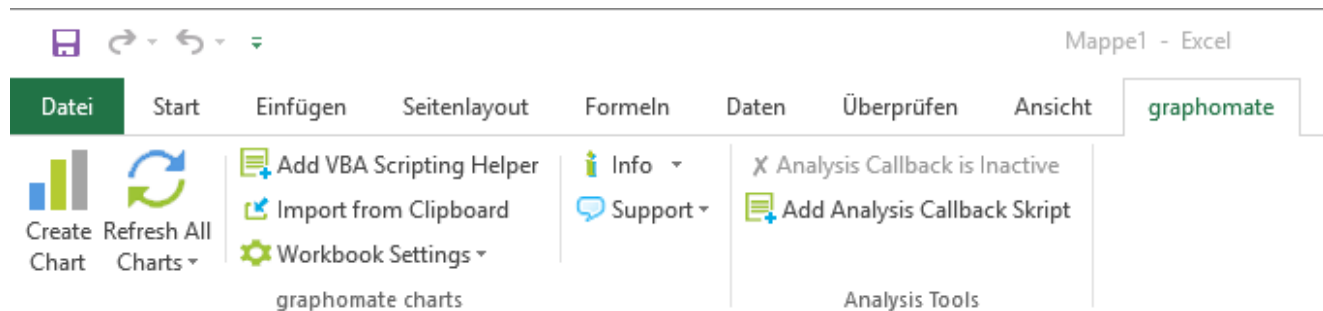 Mappe1 - Excel
Datei Start Einfügen Seitenlayout Formeln Daten Überprüfen Ansicht graphomate
Add VBA Scripting Helper Info X Analysis Callback is Inactive
Import from Clipboard Support Add Analysis Callback Skript
Create Refresh All
Workbook Settings
Chart Charts
graphomate charts Analysis Tools